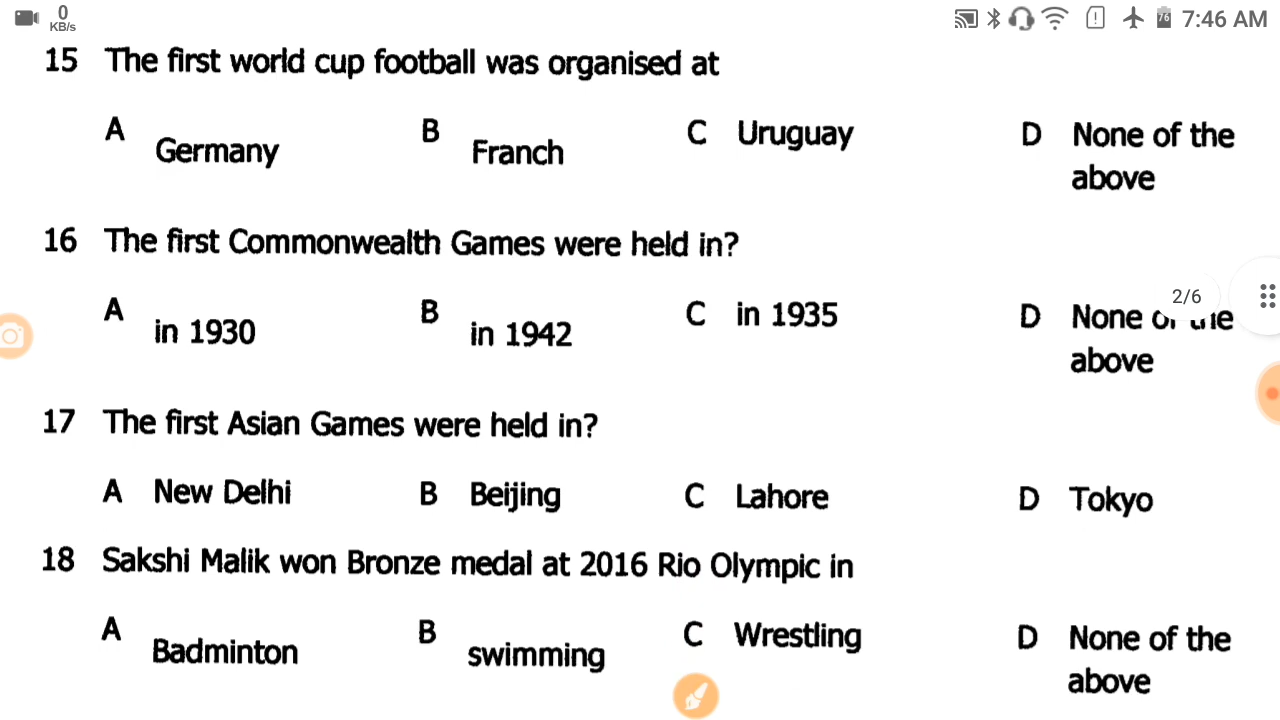 0
KB/s
76 7:46 AM
15 The first world cup football was organised at
A Germany B Franch C Uruguay D None of the
above
16 The first Commonwealth Games were held in?
2/6
A in 1930 B in 1942 C in 1935 D None of the
above
17 The first Asian Games were held in?
A New Delhi B Beijing C Lahore D Tokyo
18 Sakshi Malik won Bronze medal at 2016 Rio Olympic in
A Badminton B swimming C Wrestling D None of the
above